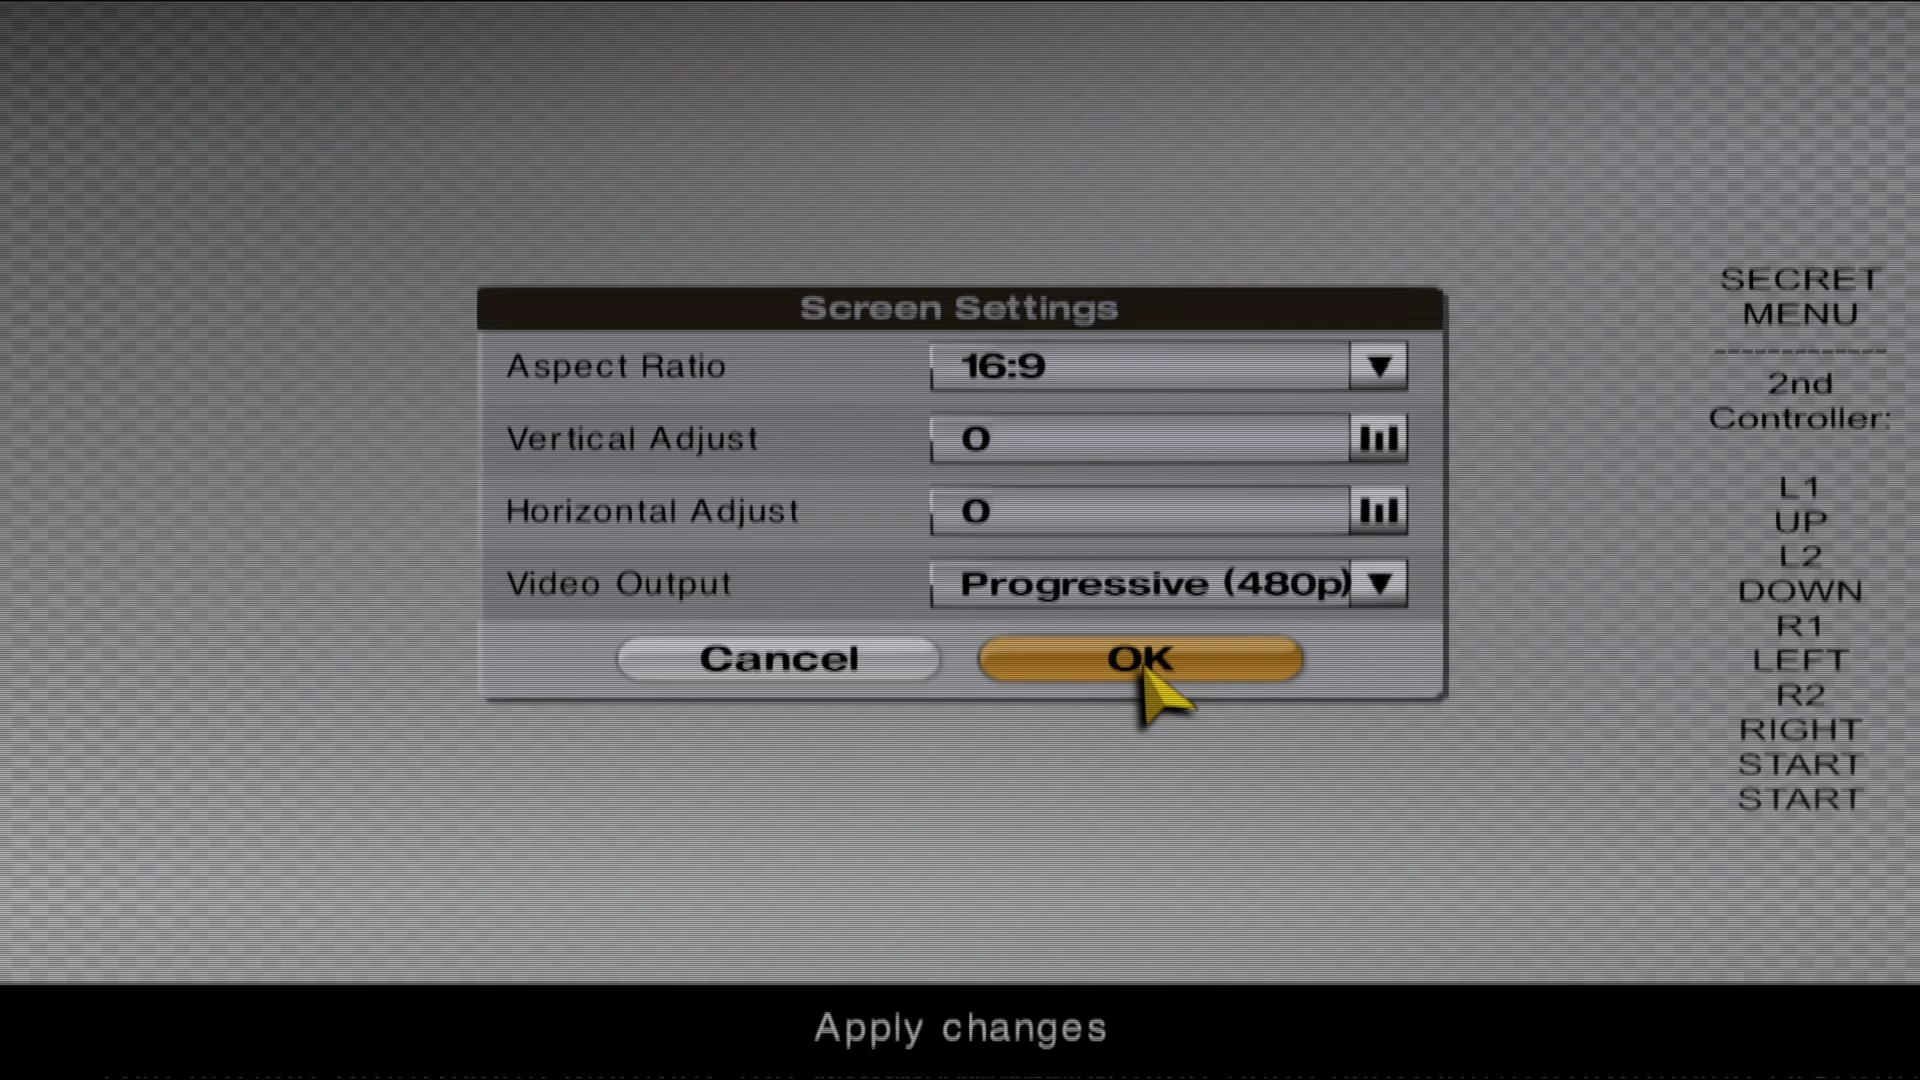 Screen Settings
Aspect Ratio 16:9
Vertical Adjust 0
Horizontal Adjust 0
Video Output Progressive (480p)
Cancel OK
SECRET
MENU
--------------
2nd
Controller:
L1
UP
L2
DOWN
R1
LEFT
R2
RIGHT
START
START
Apply changes